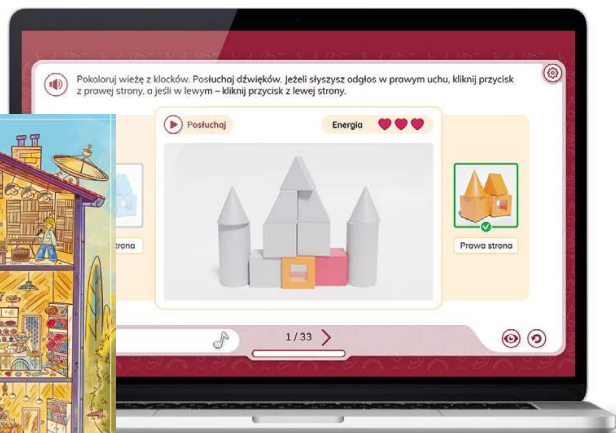 Pokoloruj wieżę z klocków. Posłuchaj dźwięków. Jeżeli słyszysz odgłos w prawym uchu, kliknij przycisk
z prawej strony, a jeśli w lewym – kliknij przycisk z lewej strony.
Posłuchaj
Energia
Prawa strona
1 / 33